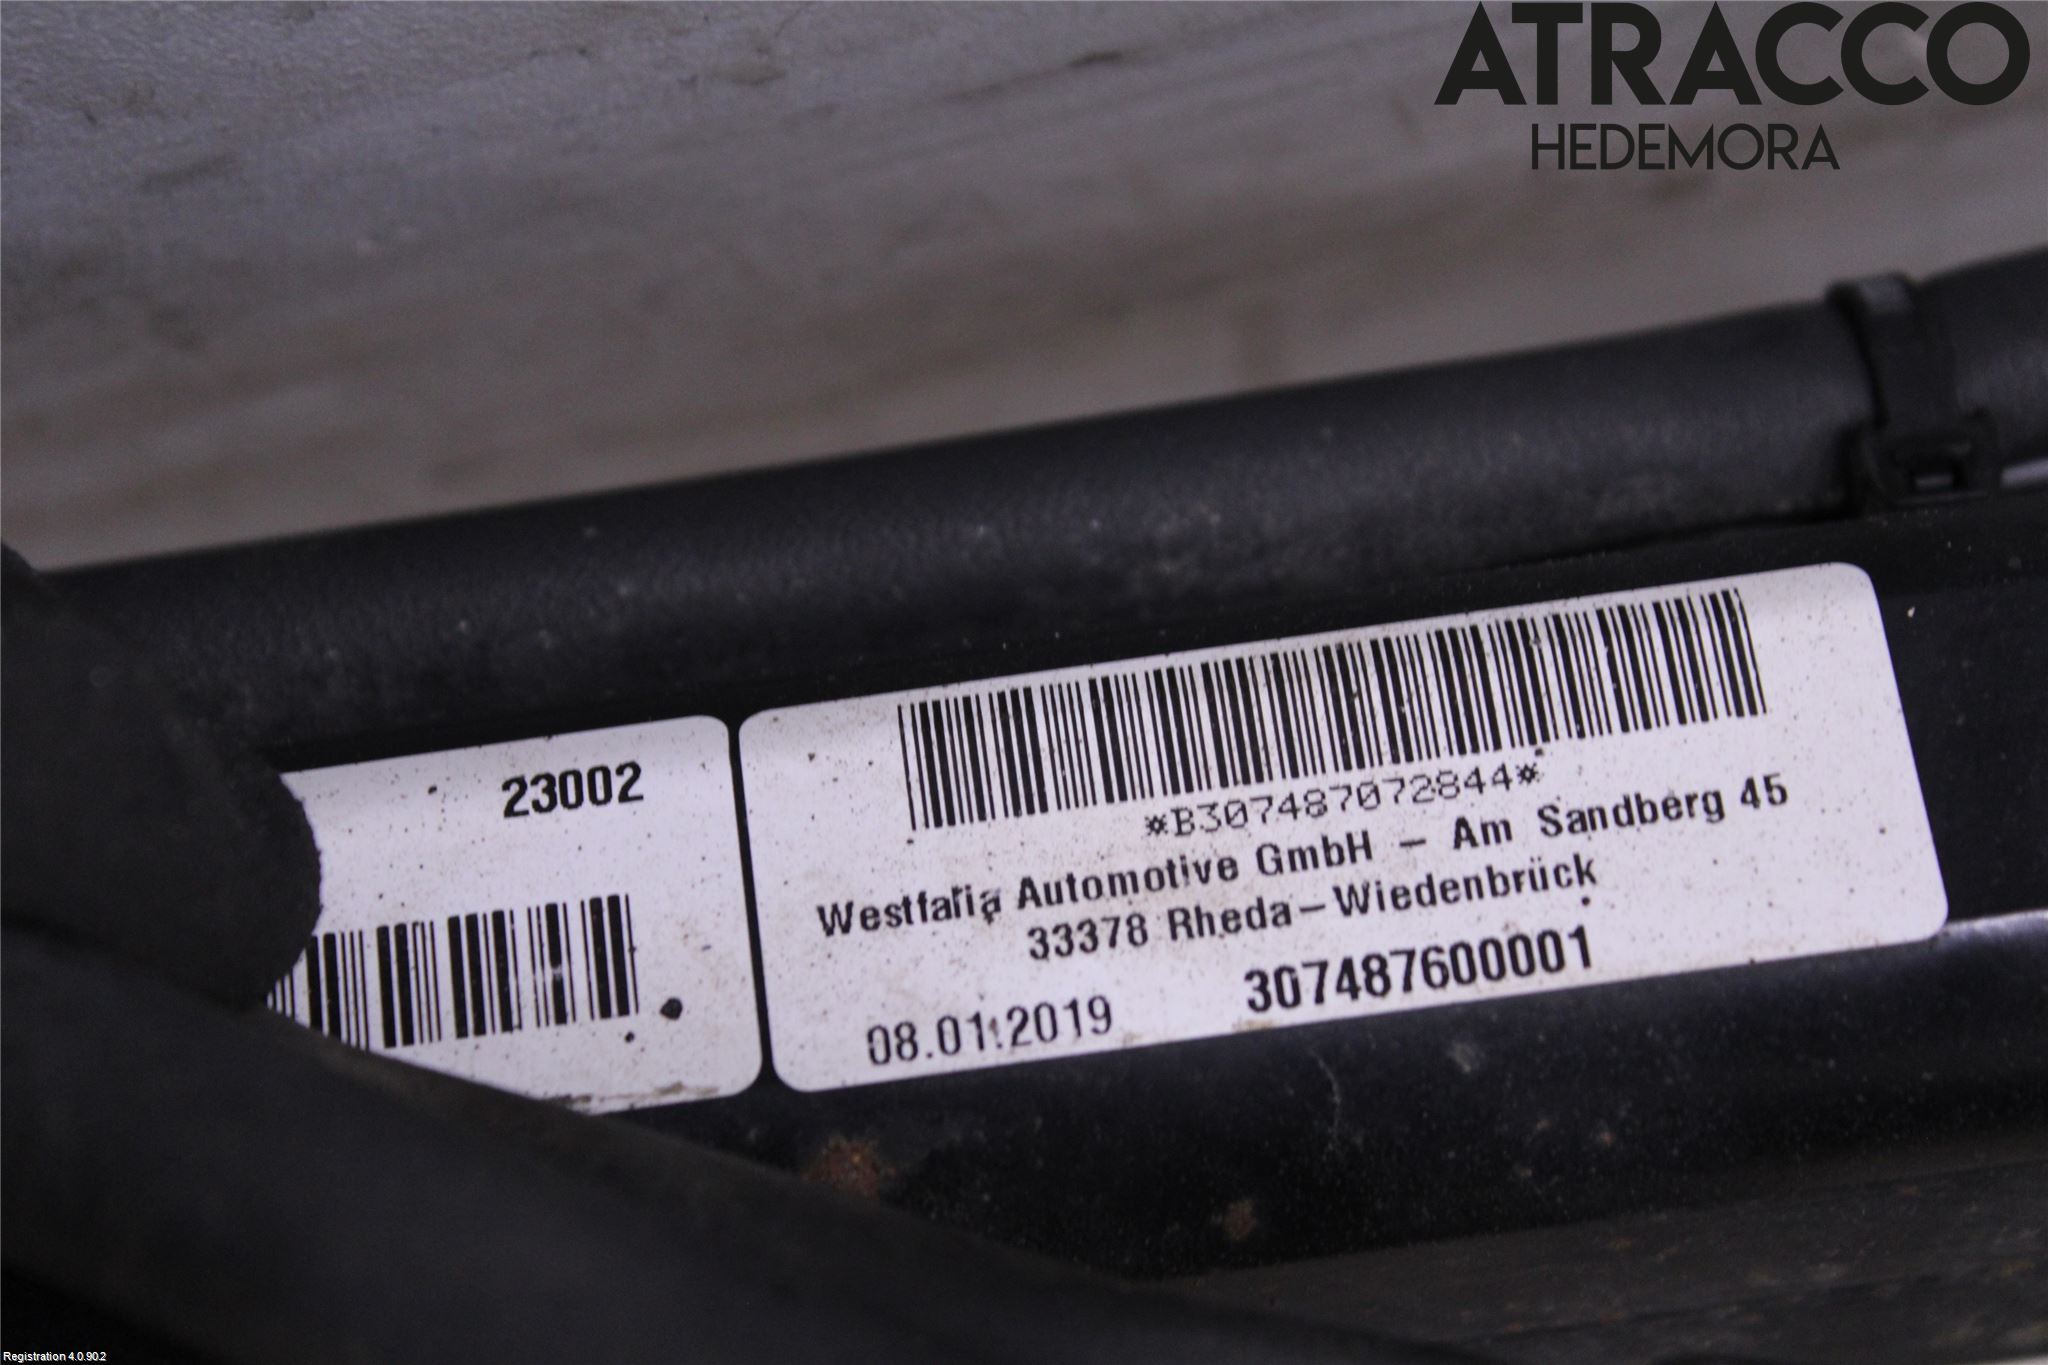 ATRACCO
HEDEMORA
23002
*B307487072844*
Westfalia Automotive GmbH - Am Sandberg 45
33378 Rheda-Wiedenbrück
08.01.2019 307487600001
Registration 4.0.90.2